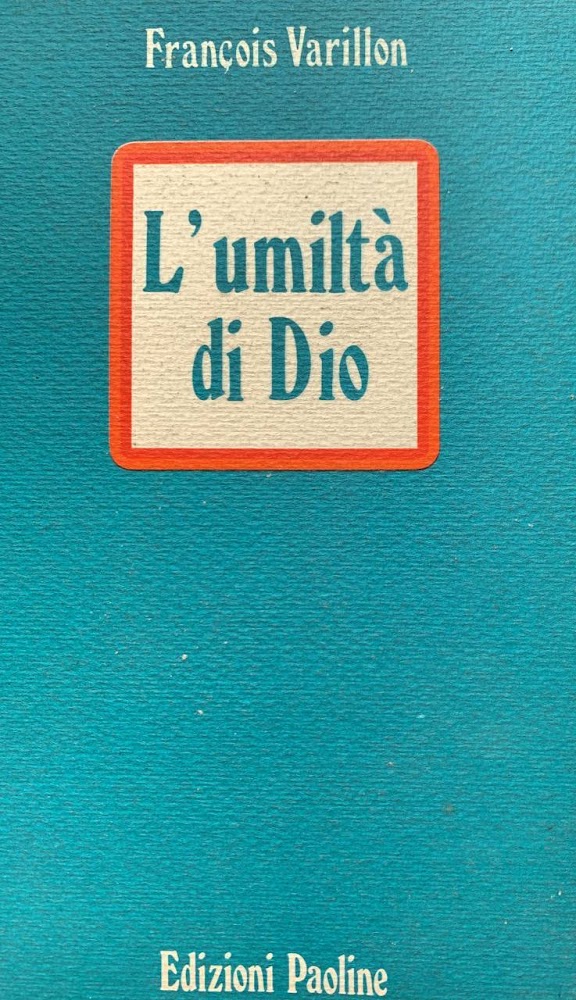 François Varillon
L'umiltà
di Dio
Edizioni Paoline